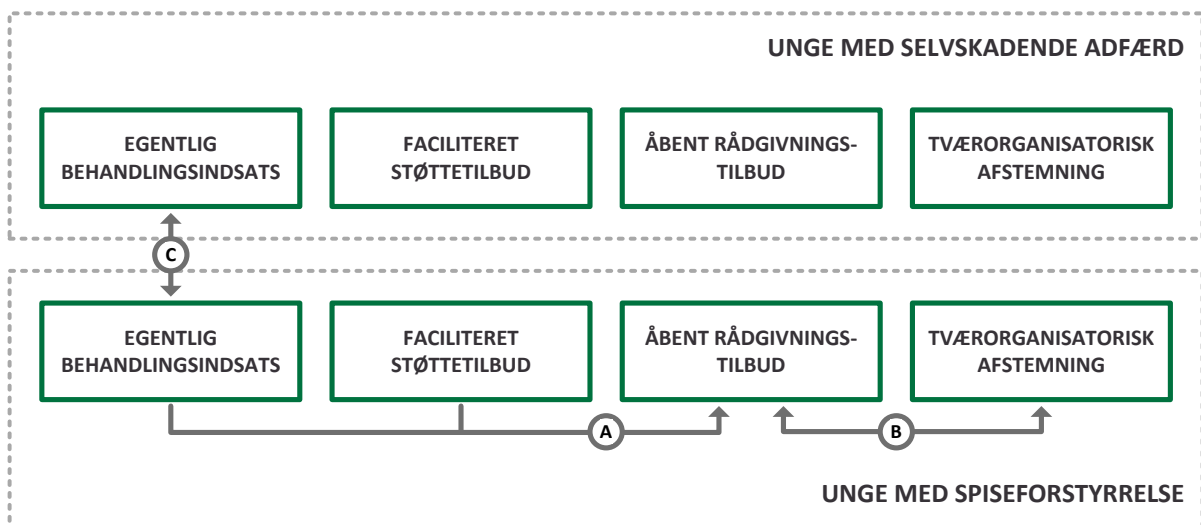 UNGE MED SELVSKADENDE ADFÆRD
EGENTLIG
BEHANDLINGSINDSATS
FACILITERET
STØTTETILBUD
ÅBENT RÅDGIVNINGS-
TILBUD
TVÆRORGANISATORISK
AFSTEMNING
C
EGENTLIG
BEHANDLINGSINDSATS
FACILITERET
STØTTETILBUD
ÅBENT RÅDGIVNINGS-
TILBUD
TVÆRORGANISATORISK
AFSTEMNING
A
B
UNGE MED SPISEFORSTYRRELSE